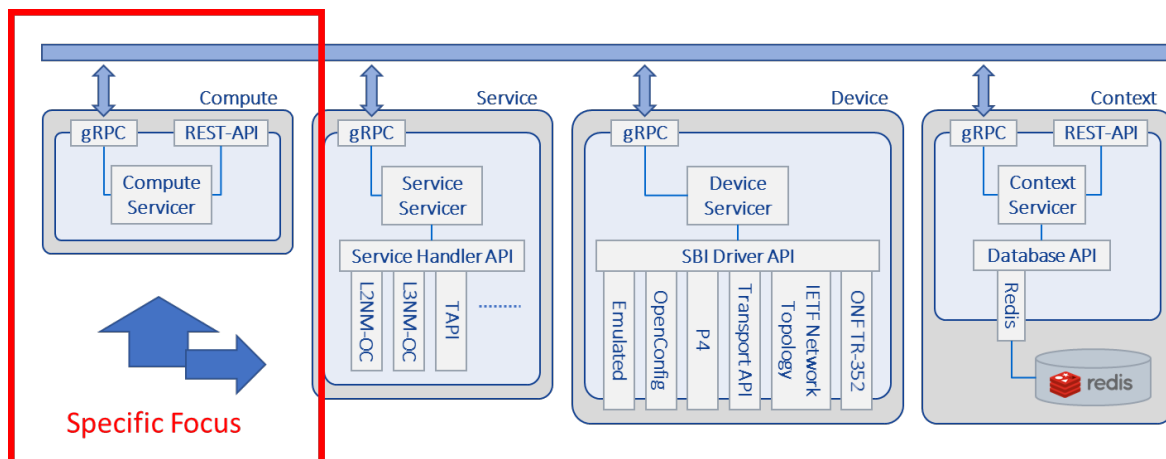 Compute
gRPC
REST-API
Compute
Servicer
Specific Focus
Service
gRPC
Service
Servicer
Service Handler API
L2NM-OC
L3NM-OC
TAPI
Device
gRPC
Device
Servicer
SBI Driver API
Emulated
OpenConfig
P4
Transport API
IETF Network
Topology
ONF TR-352
Context
gRPC
REST-API
Context
Servicer
Database API
Redis
redis